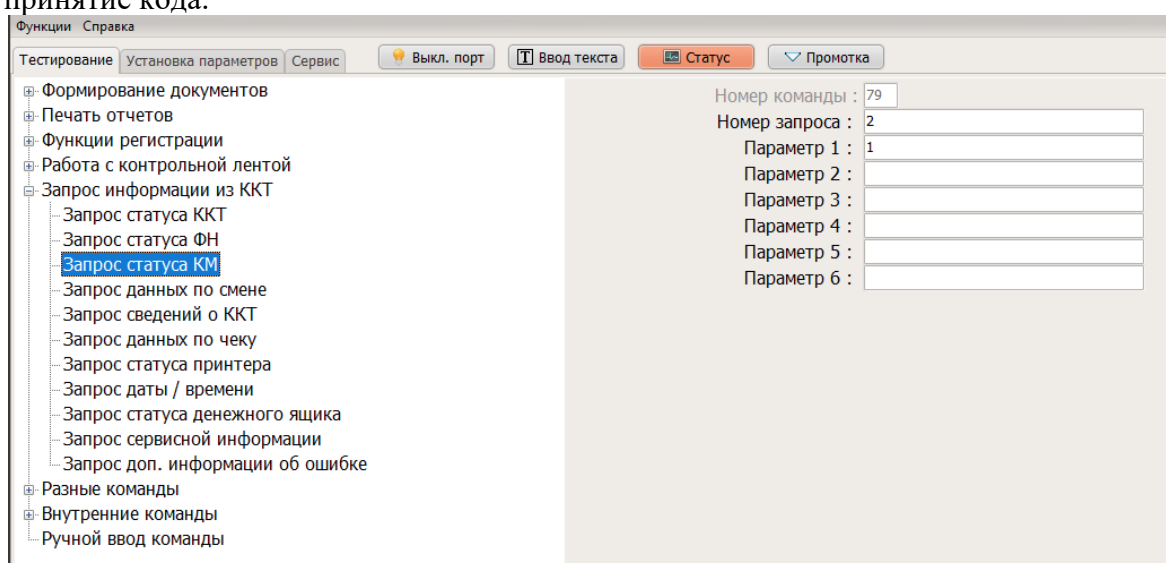 принятие кода.
Функции Справка
Тестирование Установка параметров Сервис Выкл. порт T Ввод текста Статус Промотка
Формирование документов
Печать отчетов
Функции регистрации
Работа с контрольной лентой
Запрос информации из ККТ
Запрос статуса ККТ
Запрос статуса ФН
Запрос статуса КМ
Запрос данных по смене
Запрос сведений о ККТ
Запрос данных по чеку
Запрос статуса принтера
Запрос даты / времени
Запрос статуса денежного ящика
Запрос сервисной информации
Запрос доп. информации об ошибке
Разные команды
Внутренние команды
Ручной ввод команды
Номер команды : 79
Номер запроса : 2
Параметр 1 : 1
Параметр 2 :
Параметр 3 :
Параметр 4 :
Параметр 5 :
Параметр 6 :